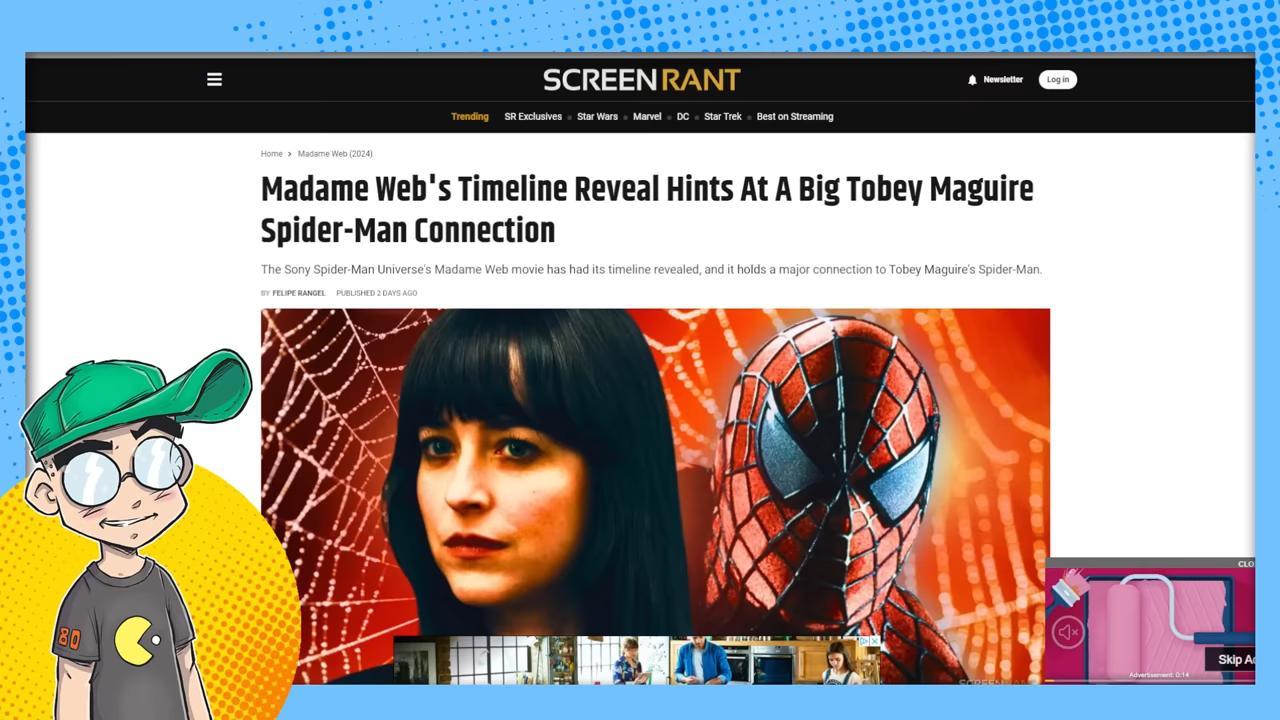 SCREENRANT
Newsletter
Log in
Trending
SR Exclusives
Star Wars
Marvel
DC
Star Trek
Best on Streaming
Home > Madame Web (2024)
Madame Web's Timeline Reveal Hints At A Big Tobey Maguire
Spider-Man Connection
The Sony Spider-Man Universe's Madame Web movie has had its timeline revealed, and it holds a major connection to Tobey Maguire's Spider-Man.
BY FELIPE RANGEL PUBLISHED 2 DAYS AGO
CLO
80
Skip Ad
Advertisement: 0:14
SCREENRANT